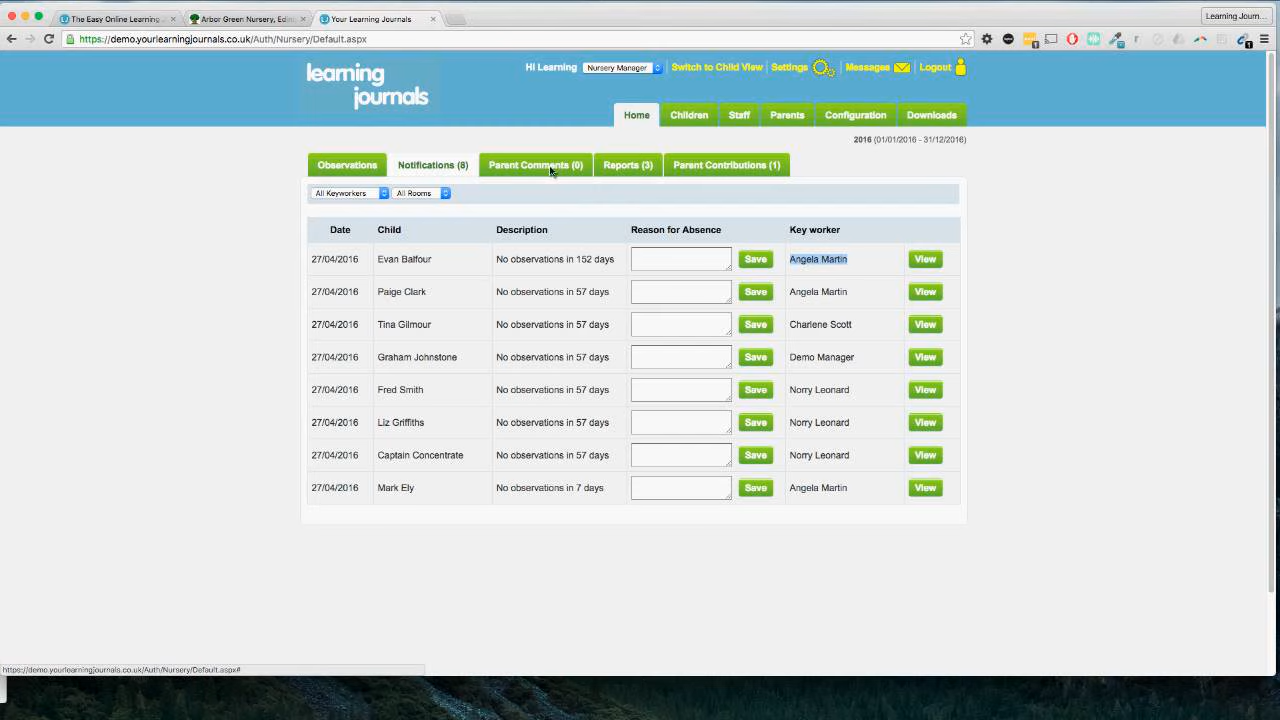 The Easy Online Learning
Arbor Green Nursery, Edin
Your Learning Journals
Learning Journ...
https://demo.yourlearningjournals.co.uk/Auth/Nursery/Default.aspx
learning
journals
Hi Learning Nursery Manager Switch to Child View Settings Messages Logout
Home Children Staff Parents Configuration Downloads
2016 (01/01/2016 - 31/12/2016)
Observations Notifications (8) Parent Comments (0) Reports (3) Parent Contributions (1)
All Keyworkers All Rooms
Date Child Description Reason for Absence Key worker
27/04/2016 Evan Balfour No observations in 152 days Save Angela Martin View
27/04/2016 Paige Clark No observations in 57 days Save Angela Martin View
27/04/2016 Tina Gilmour No observations in 57 days Save Charlene Scott View
27/04/2016 Graham Johnstone No observations in 57 days Save Demo Manager View
27/04/2016 Fred Smith No observations in 57 days Save Norry Leonard View
27/04/2016 Liz Griffiths No observations in 57 days Save Norry Leonard View
27/04/2016 Captain Concentrate No observations in 57 days Save Norry Leonard View
27/04/2016 Mark Ely No observations in 7 days Save Angela Martin View
https://demo.yourlearningjournals.co.uk/Auth/Nursery/Default.aspx#